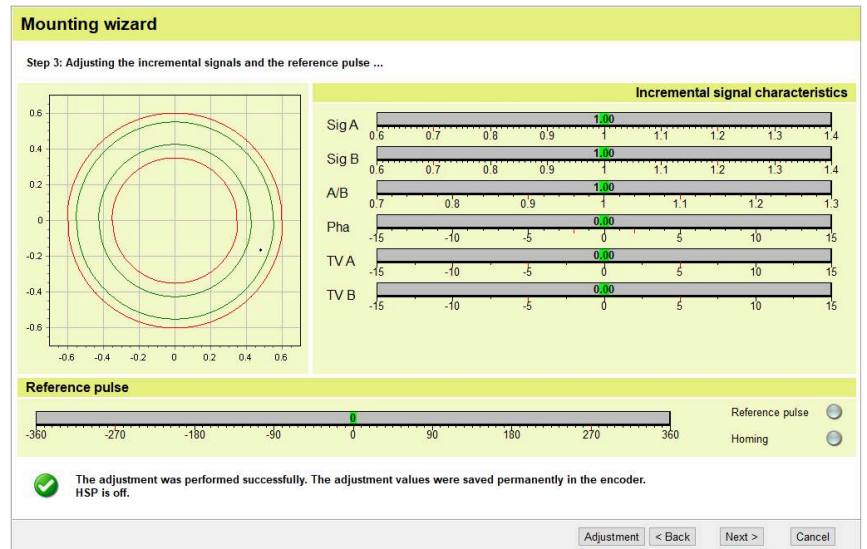 Mounting wizard
Step 3: Adjusting the incremental signals and the reference pulse ...
Incremental signal characteristics
0.6
0.4
0.2
0
-0.2
-0.4
-0.6
-0.6 -0.4 -0.2 0 0.2 0.4 0.6
Sig A 1.00
0.6 0.7 0.8 0.9 1 1.1 1.2 1.3 1.4
Sig B 1.00
0.6 0.7 0.8 0.9 1 1.1 1.2 1.3 1.4
A/B 1.00
0.7 0.8 0.9 1 1.1 1.2 1.3
Pha 0.00
-15 -10 -5 0 5 10 15
TV A 0.00
-15 -10 -5 0 5 10 15
TV B 0.00
-15 -10 -5 0 5 10 15
Reference pulse
0
-360 -270 -180 -90 0 90 180 270 360
Reference pulse
Homing
The adjustment was performed successfully. The adjustment values were saved permanently in the encoder.
HSP is off.
Adjustment < Back Next > Cancel